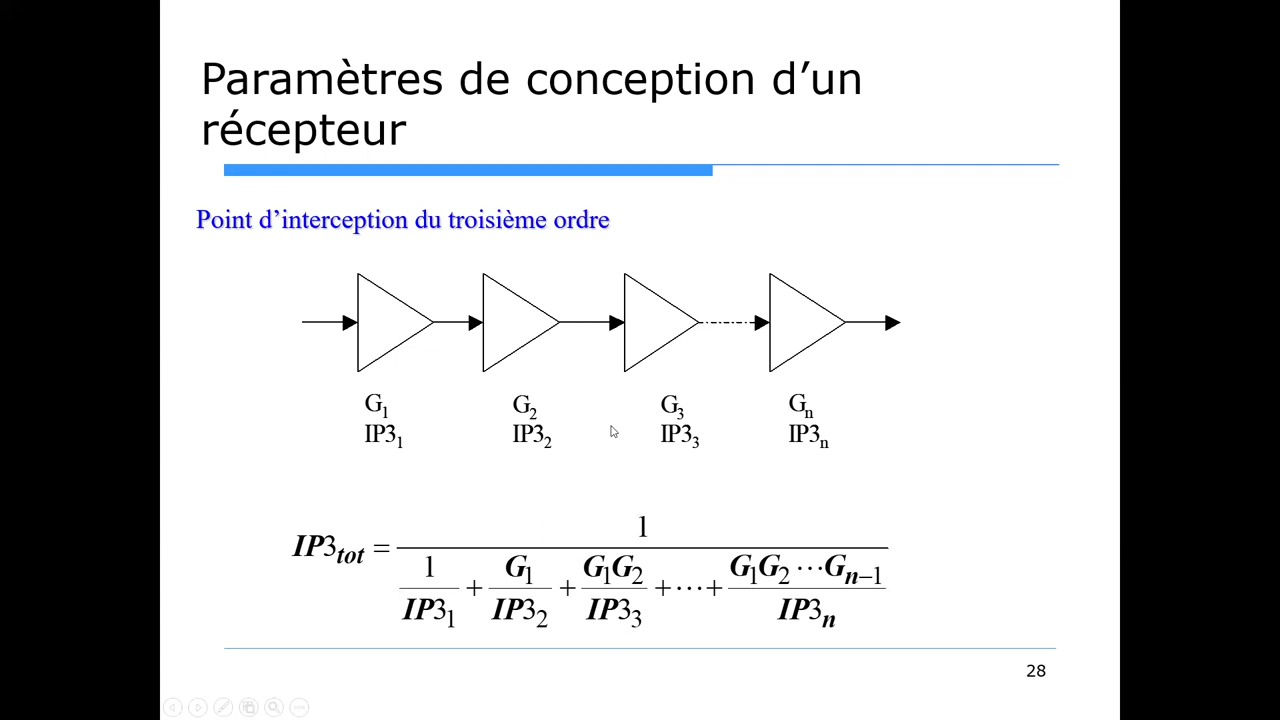 Paramètres de conception d’un
récepteur
Point d’interception du troisième ordre
G₁ G₂ G₃ Gₙ
IP3₁ IP3₂ IP3₃ IP3ₙ
IP3tot = 1 / (1/IP3₁ + G₁/IP3₂ + G₁G₂/IP3₃ + ⋯ + G₁G₂⋯Gₙ₋₁/IP3ₙ)
28